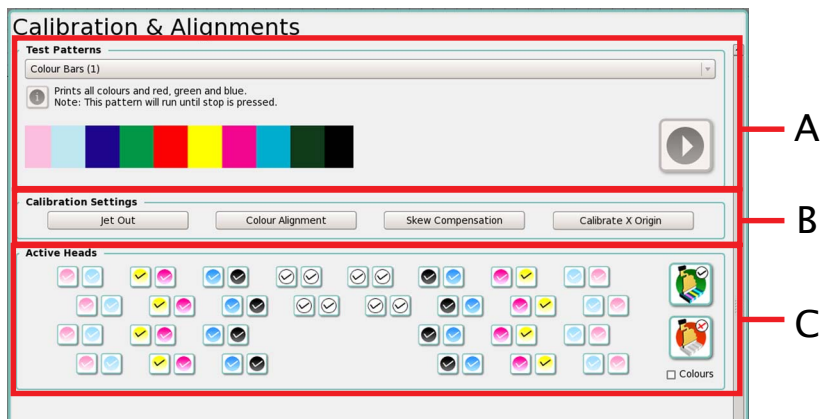 Calibration & Alignments
Test Patterns
Colour Bars (1)
Prints all colours and red, green and blue.
Note: This pattern will run until stop is pressed.
A
Calibration Settings
Jet Out Colour Alignment Skew Compensation Calibrate X Origin
B
Active Heads
C
Colours